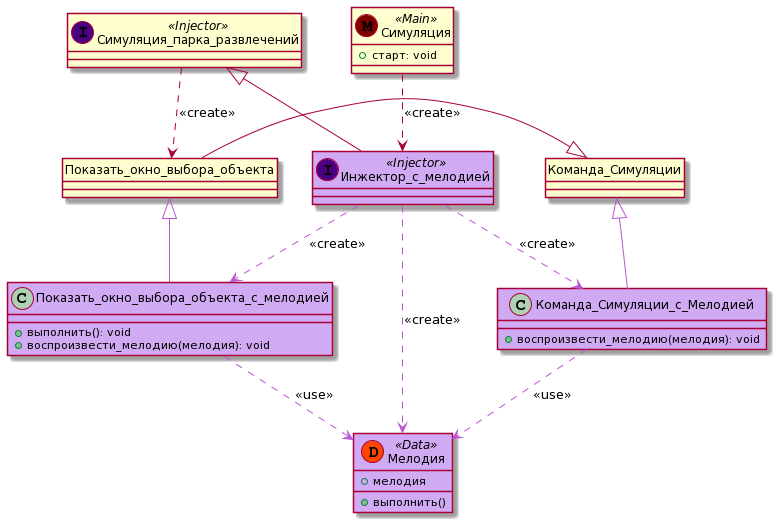 I
«Injector»
Симуляция_парка_развлечений
M
«Main»
Симуляция
старт: void
«create»
«create»
Показать_окно_выбора_объекта
I
«Injector»
Инжектор_с_мелодией
Команда_Симуляции
«create»
«create»
C
Показать_окно_выбора_объекта_с_мелодией
выполнить(): void
воспроизвести_мелодию(мелодия): void
«create»
C
Команда_Симуляции_с_Мелодией
воспроизвести_мелодию(мелодия): void
«use»
«use»
D
«Data»
Мелодия
мелодия
выполнить()